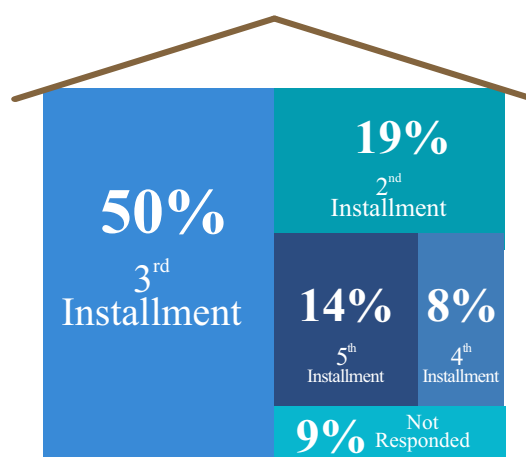 50%
3rd
Installment
19%
2nd
Installment
14%
5th
Installment
8%
4th
Installment
9%
Not
Responded